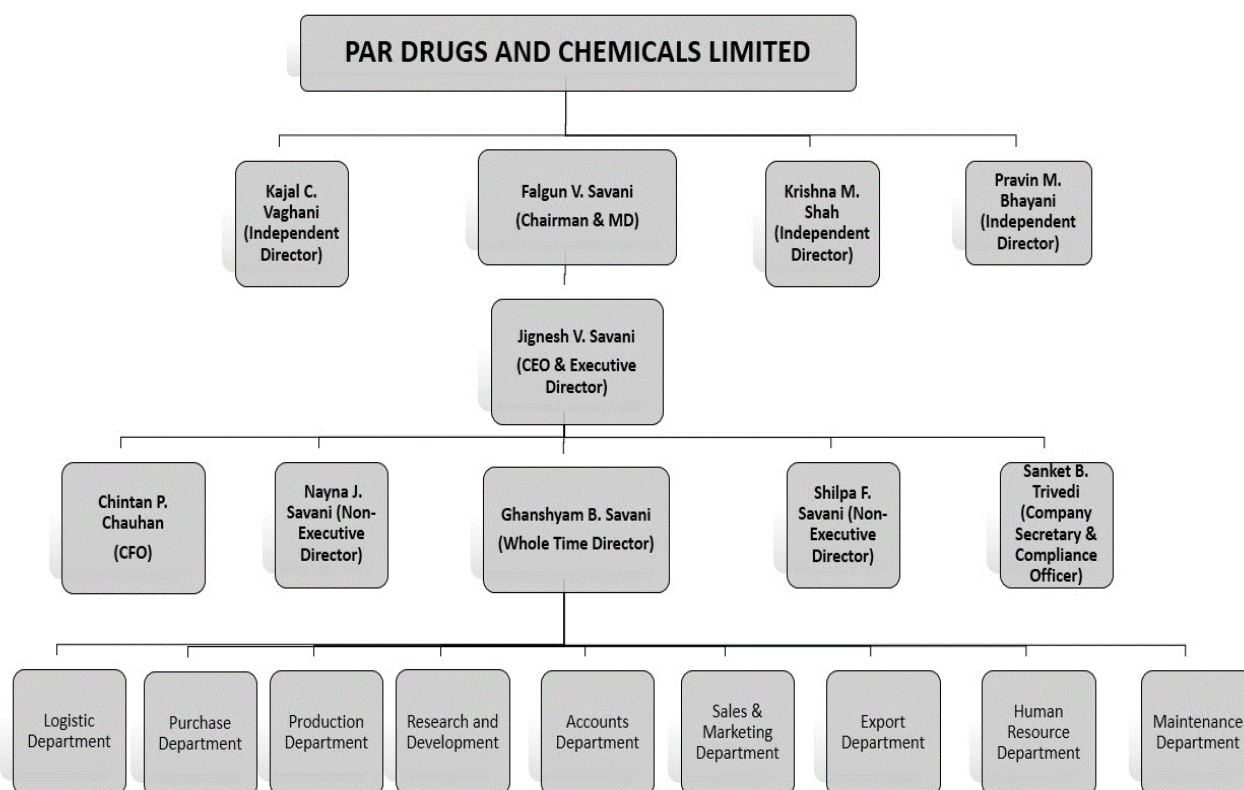 PAR DRUGS AND CHEMICALS LIMITED
Kajal C.
Vaghani
(Independent
Director)
Falgun V. Savani
(Chairman & MD)
Krishna M.
Shah
(Independent
Director)
Pravin M.
Bhayani
(Independent
Director)
Jignesh V. Savani
(CEO & Executive
Director)
Chintan P.
Chauhan
(CFO)
Nayna J.
Savani (Non-
Executive
Director)
Ghanshyam B. Savani
(Whole Time Director)
Shilpa F.
Savani (Non-
Executive
Director)
Sanket B.
Trivedi
(Company
Secretary &
Compliance
Officer)
Logistic
Department
Purchase
Department
Production
Department
Research and
Development
Accounts
Department
Sales &
Marketing
Department
Export
Department
Human
Resource
Department
Maintenance
Department